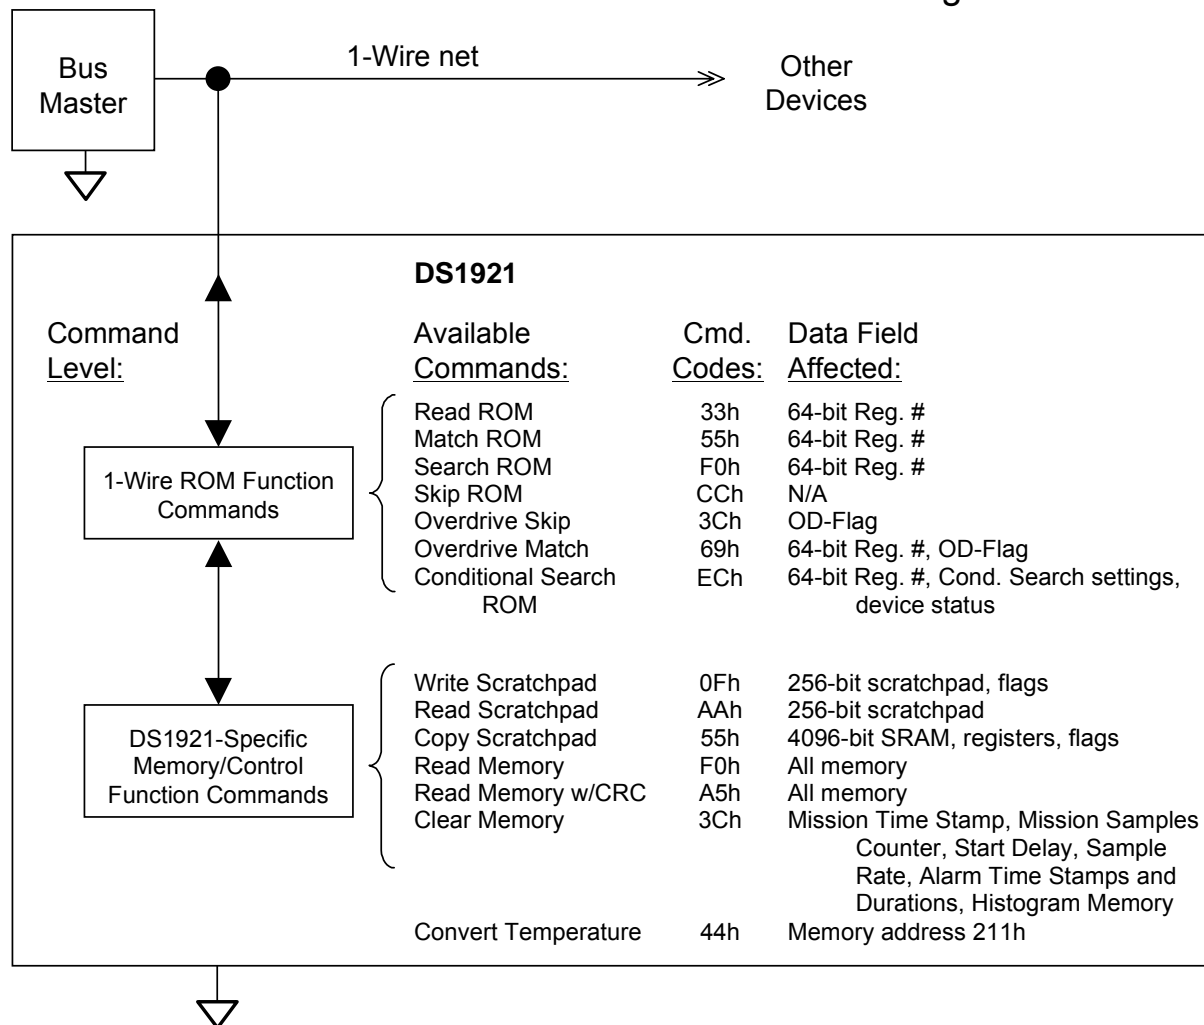 Bus
Master
1-Wire net
Other
Devices
DS1921
Command
Level:
Available
Commands:
Cmd.
Codes:
Data Field
Affected:
1-Wire ROM Function
Commands
Read ROM 33h 64-bit Reg. #
Match ROM 55h 64-bit Reg. #
Search ROM F0h 64-bit Reg. #
Skip ROM CCh N/A
Overdrive Skip 3Ch OD-Flag
Overdrive Match 69h 64-bit Reg. #, OD-Flag
Conditional Search ECh 64-bit Reg. #, Cond. Search settings,
ROM device status
DS1921-Specific
Memory/Control
Function Commands
Write Scratchpad 0Fh 256-bit scratchpad, flags
Read Scratchpad AAh 256-bit scratchpad
Copy Scratchpad 55h 4096-bit SRAM, registers, flags
Read Memory F0h All memory
Read Memory w/CRC A5h All memory
Clear Memory 3Ch Mission Time Stamp, Mission Samples
Counter, Start Delay, Sample
Rate, Alarm Time Stamps and
Durations, Histogram Memory
Convert Temperature 44h Memory address 211h